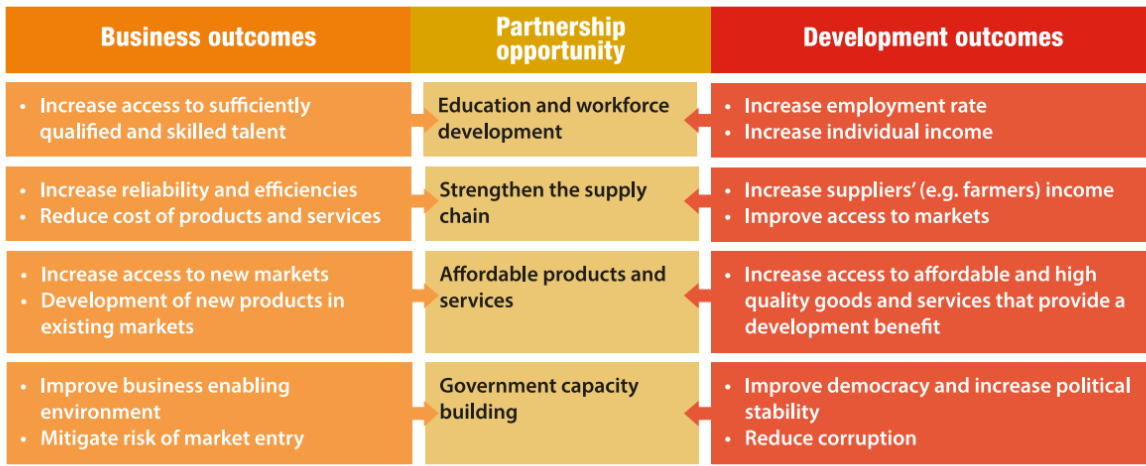 Business outcomes
Partnership
opportunity
Development outcomes
• Increase access to sufficiently
qualified and skilled talent
Education and workforce
development
• Increase employment rate
• Increase individual income
• Increase reliability and efficiencies
• Reduce cost of products and services
Strengthen the supply
chain
• Increase suppliers’ (e.g. farmers) income
• Improve access to markets
• Increase access to new markets
• Development of new products in
existing markets
Affordable products and
services
• Increase access to affordable and high
quality goods and services that provide a
development benefit
• Improve business enabling
environment
• Mitigate risk of market entry
Government capacity
building
• Improve democracy and increase political
stability
• Reduce corruption